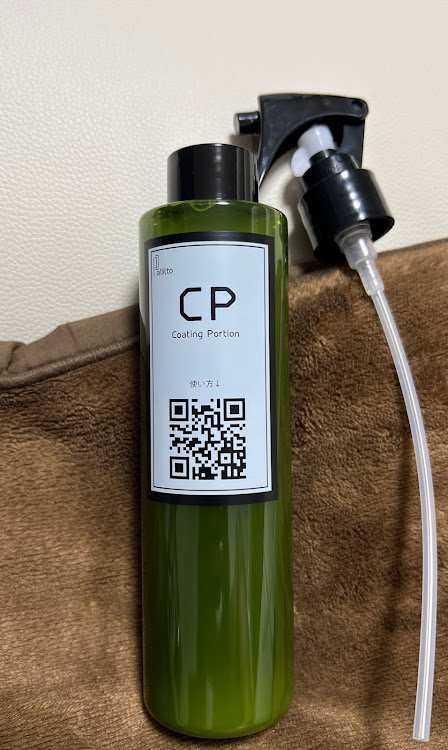 CP
Coating Portion
使い方↓